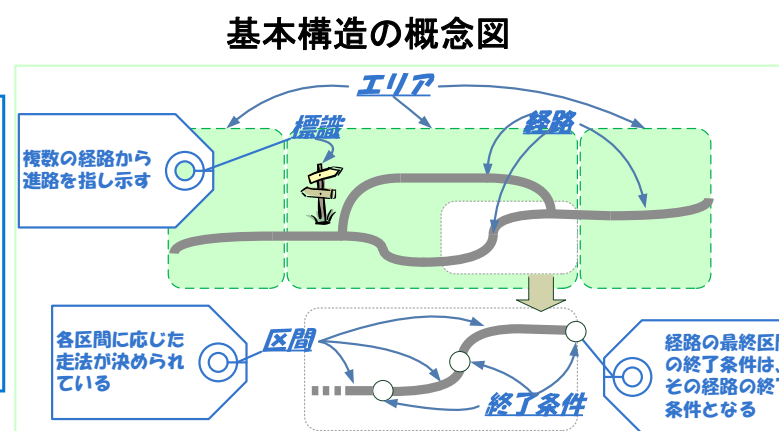 基本構造の概念図
エリア
標識
経路
複数の経路から
進路を指し示す
各区間に応じた
走法が決められ
ている
区間
終了条件
経路の最終区間
の終了条件は、
その経路の終了
条件となる